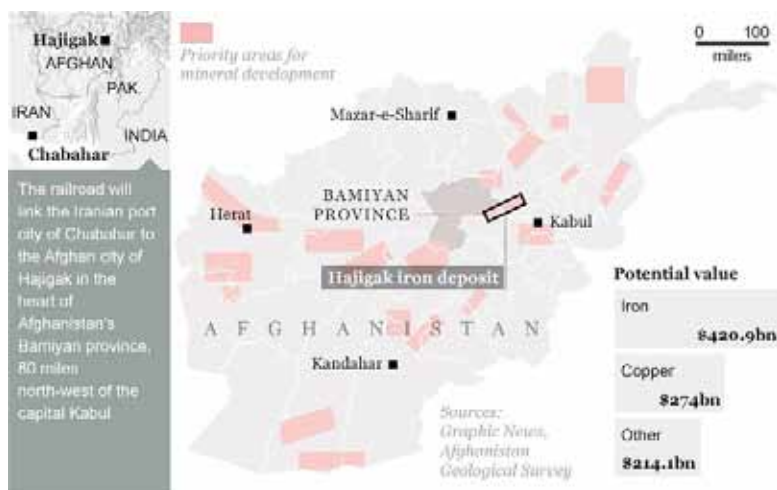 Hajigak
AFGHAN
PAK.
IRAN
INDIA
Chabahar
The railroad will
link the Iranian port
city of Chabahar to
the Afghan city of
Hajigak in the
heart of
Afghanistan's
Bamiyan province,
80 miles
north-west of the
capital Kabul
Priority areas for
mineral development
0 100
miles
Mazar-e-Sharif
BAMIYAN
PROVINCE
Herat
Kabul
Hajigak iron deposit
AFGHANISTAN
Kandahar
Sources:
Graphic News,
Afghanistan
Geological Survey
Potential value
Iron
$420.9bn
Copper
$274bn
Other
$214.1bn